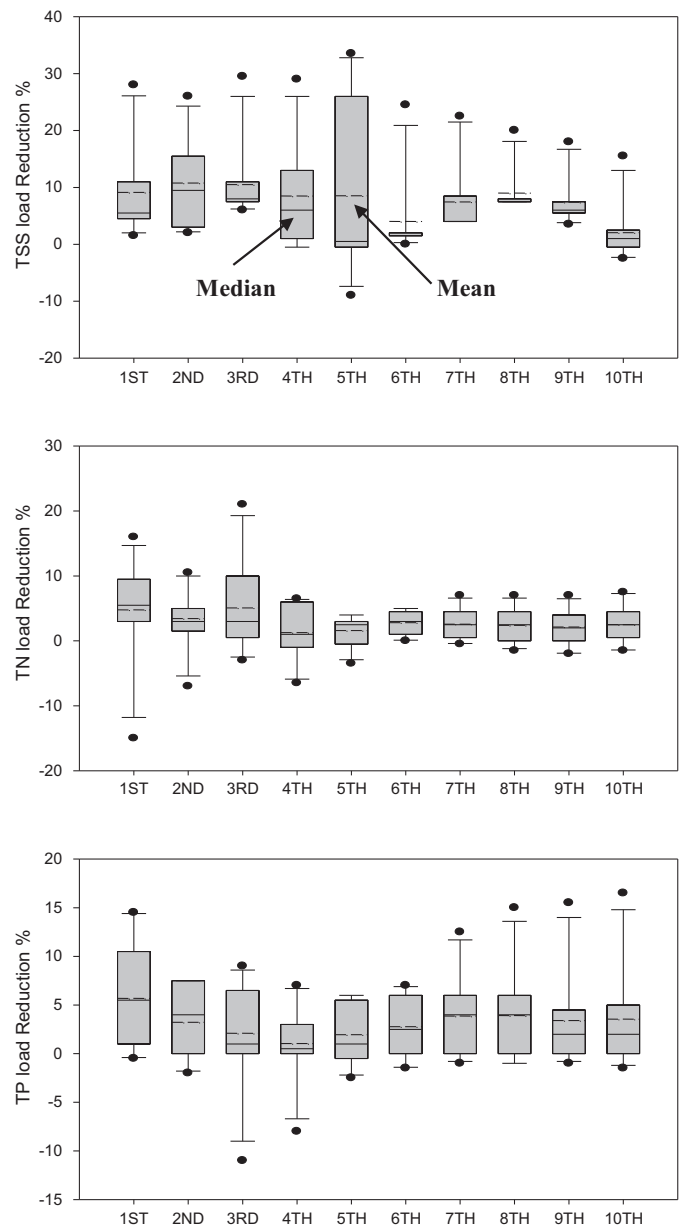 40
30
20
10
0
-10
-20
TSS load Reduction %
Median
Mean
1ST 2ND 3RD 4TH 5TH 6TH 7TH 8TH 9TH 10TH
30
20
10
0
-10
-20
TN load Reduction %
1ST 2ND 3RD 4TH 5TH 6TH 7TH 8TH 9TH 10TH
20
15
10
5
0
-5
-10
-15
TP load Reduction %
1ST 2ND 3RD 4TH 5TH 6TH 7TH 8TH 9TH 10TH